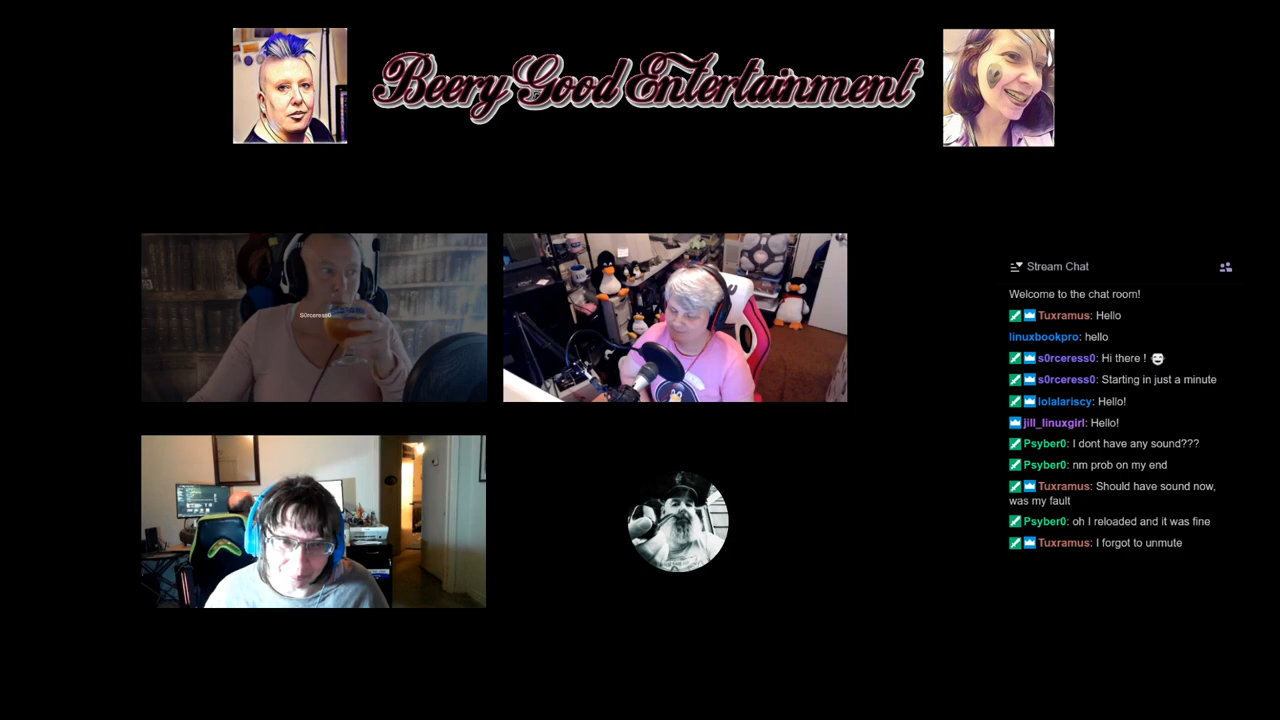 Beery Good Entertainment
S0rceress0
Stream Chat
Welcome to the chat room!
Tuxramus: Hello
linuxbookpro: hello
s0rceress0: Hi there !
s0rceress0: Starting in just a minute
lolalariscy: Hello!
jill_linuxgirl: Hello!
Psyber0: I dont have any sound???
Psyber0: nm prob on my end
Tuxramus: Should have sound now,
was my fault
Psyber0: oh I reloaded and it was fine
Tuxramus: I forgot to unmute